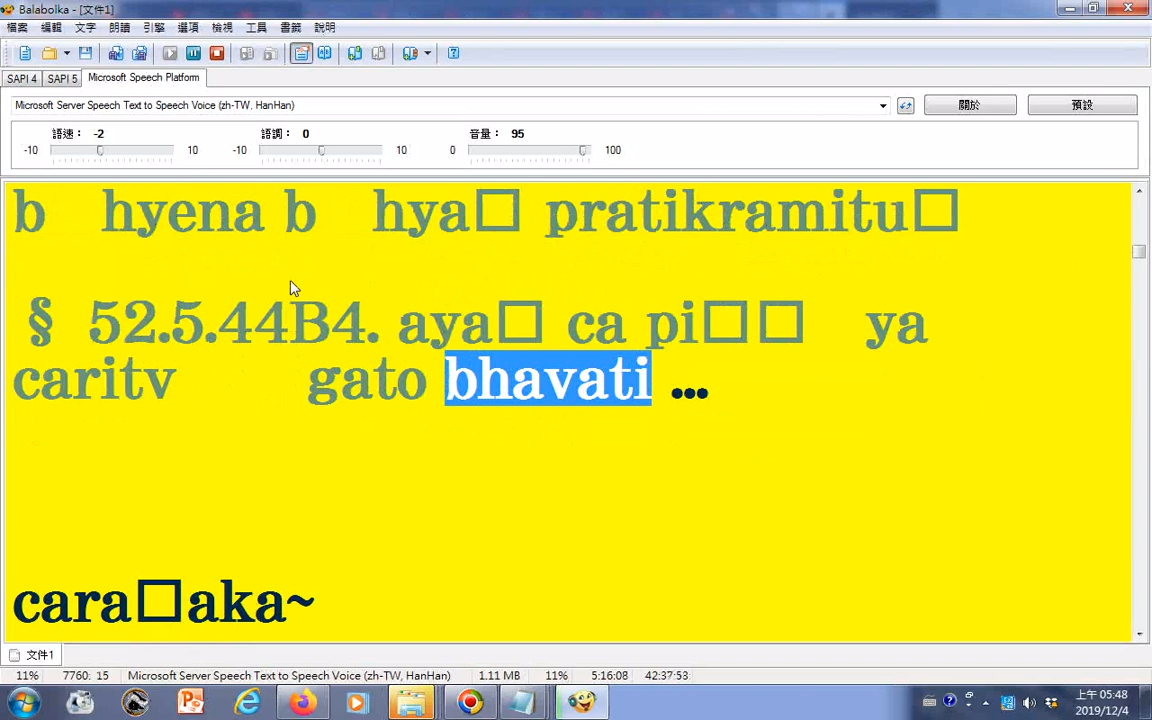 Balabolka - [文件1]
檔案 編輯 文字 朗讀 引擎 選項 檢視 工具 書籤 說明
SAPI 4 SAPI 5 Microsoft Speech Platform
Microsoft Server Speech Text to Speech Voice (zh-TW, HanHan) 關於 預設
語速： -2 語調： 0 音量： 95
-10 10 -10 10 0 100
b hyena b hya□ pratikramitu□
§ 52.5.44B4. aya□ ca pi□□ ya
caritv gato bhavati ...
cara□aka~
文件1
11% 7760: 15 Microsoft Server Speech Text to Speech Voice (zh-TW, HanHan) 1.11 MB 11% 5:16:08 42:37:53
上午 05:48
2019/12/4